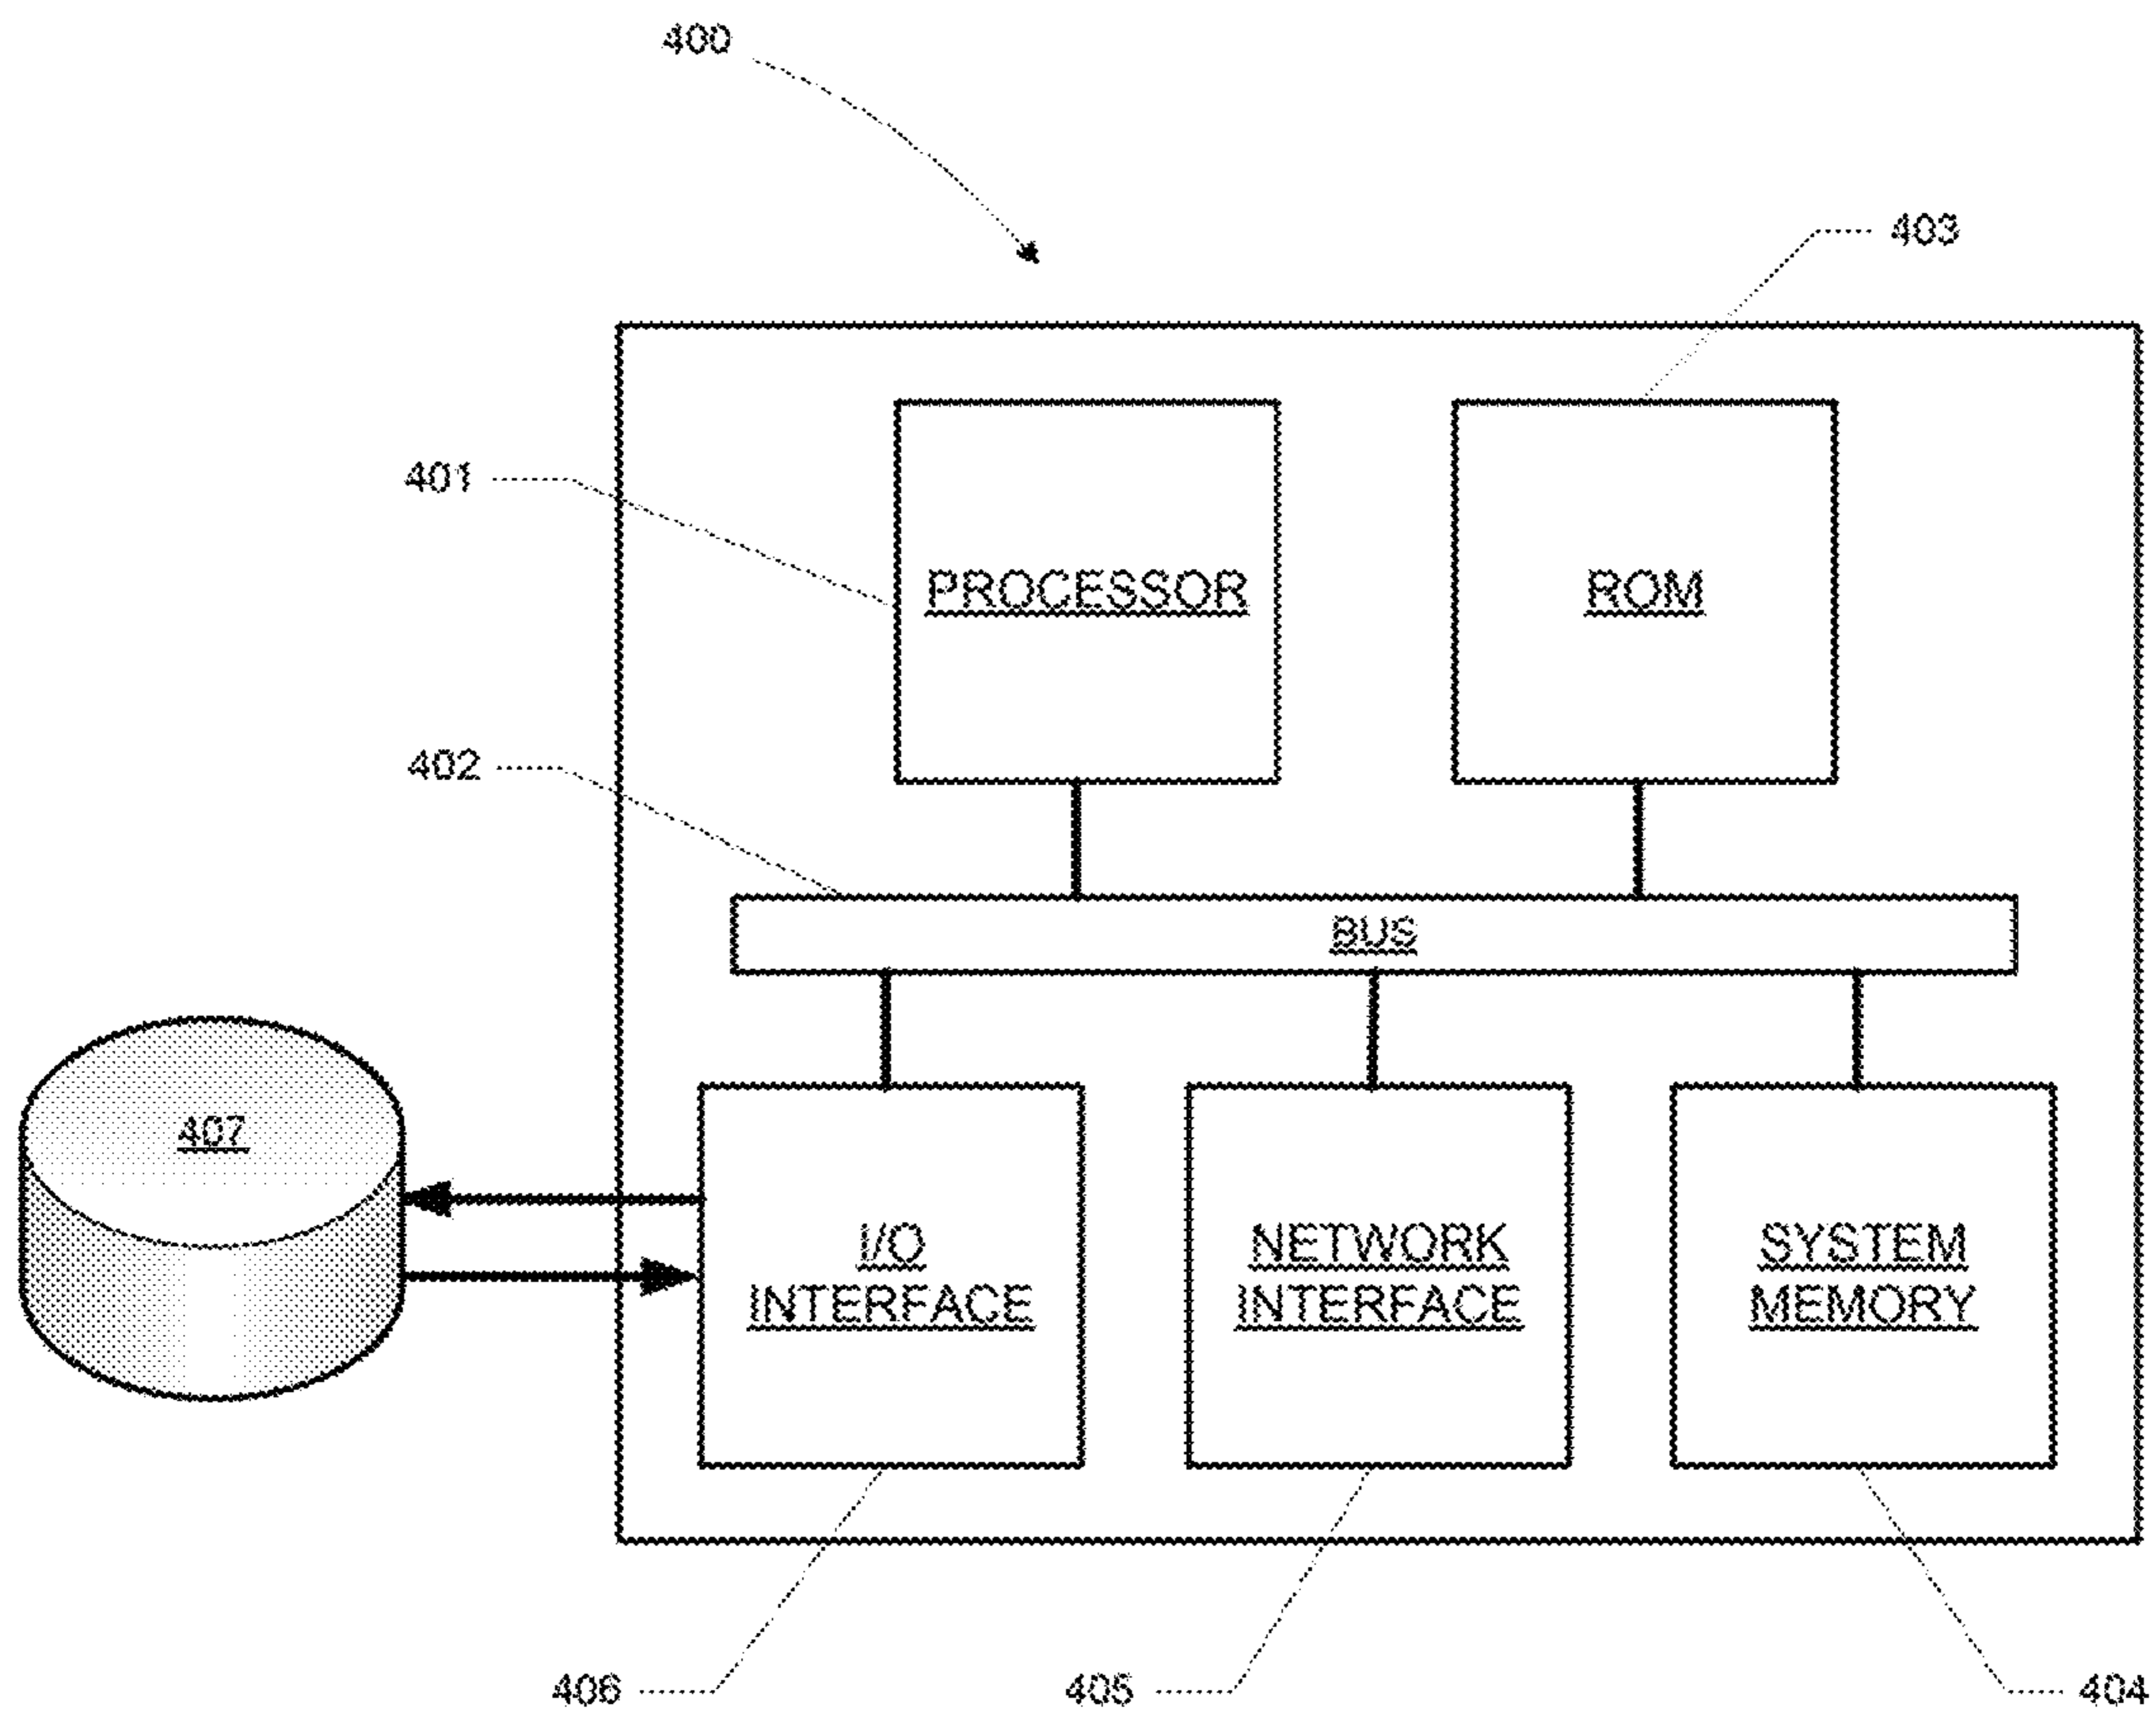 400
403
401
PROCESSOR
ROM
402
BUS
407
I/O
INTERFACE
NETWORK
INTERFACE
SYSTEM
MEMORY
406
405
404